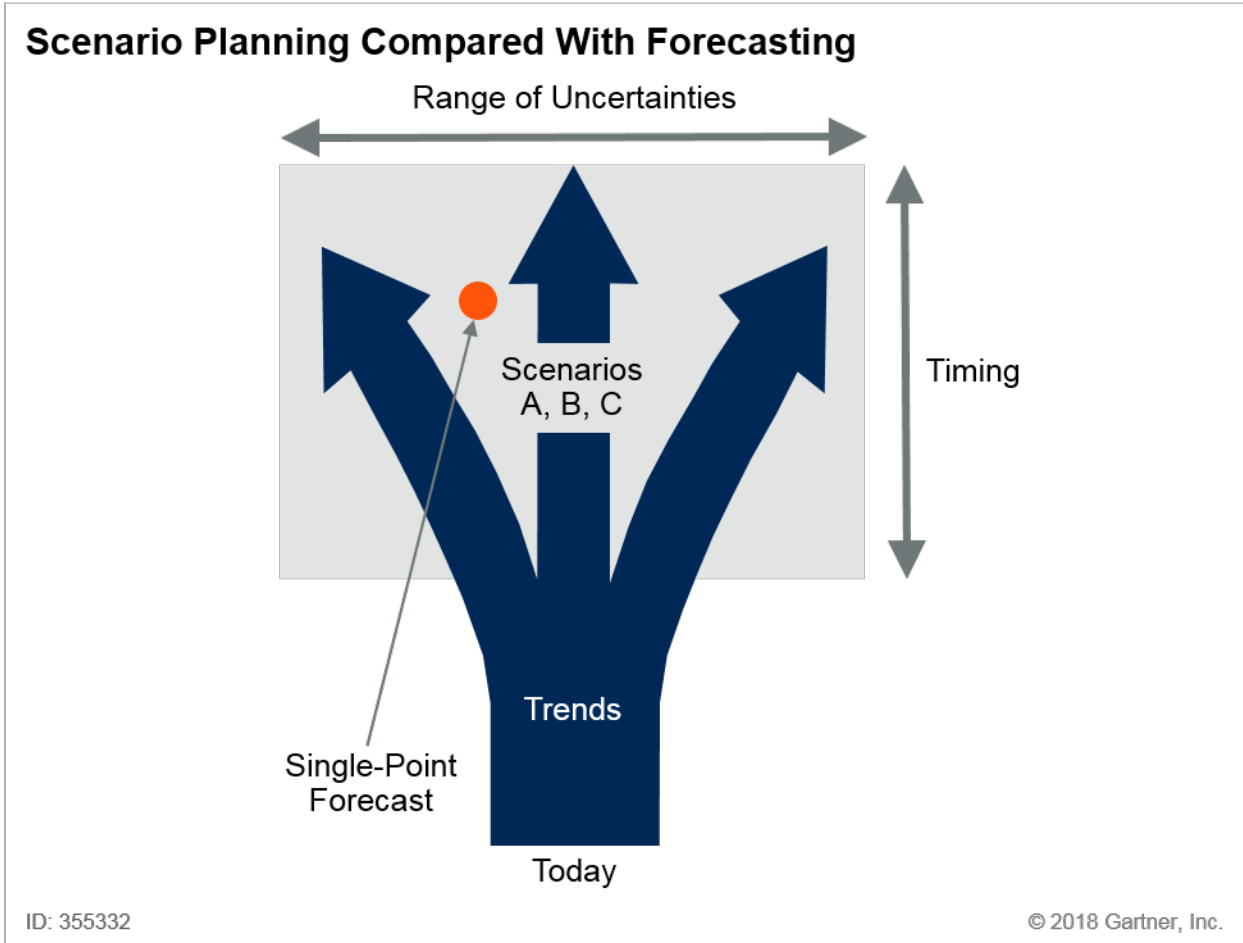 Scenario Planning Compared With Forecasting
Range of Uncertainties
Scenarios
A, B, C
Timing
Trends
Single-Point
Forecast
Today
ID: 355332
© 2018 Gartner, Inc.